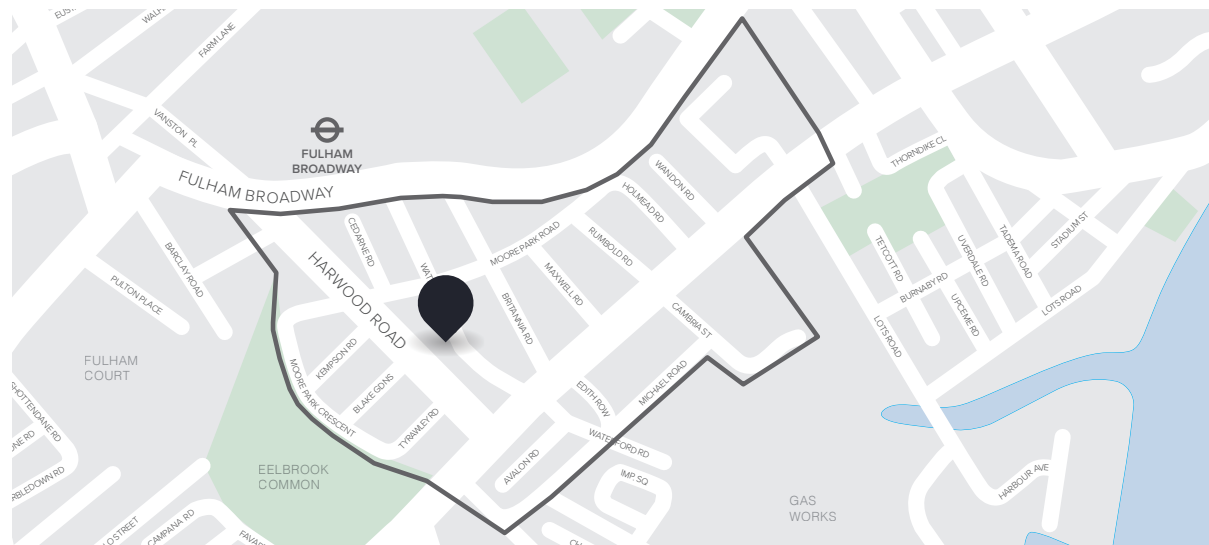 FARM LANE
VANSTON PL
FULHAM
BROADWAY
FULHAM BROADWAY
THORNDIKE CL
WANDON RD
HOLMEAD RD
RUMBOLD RD
MOORE PARK ROAD
MAXWELL RD
CEDARNE RD
BRITANNIA RD
HARWOOD ROAD
BARCLAY ROAD
PULTON PLACE
FULHAM
COURT
TETCOTT RD
BURNABY RD
UVERDALE RD
UPCERNE RD
TADEMA ROAD
STADIUM ST
LOTS ROAD
LOTS ROAD
CAMBRIA ST
MICHAEL ROAD
EDITH ROW
WATERFORD RD
IMP. SQ
AVALON RD
KEMPSON RD
BLAKE GDNS
TYRAWLEY RD
MOORE PARK CRESCENT
EELBROOK
COMMON
CAMPANA RD
GAS
WORKS
HARBOUR AVE